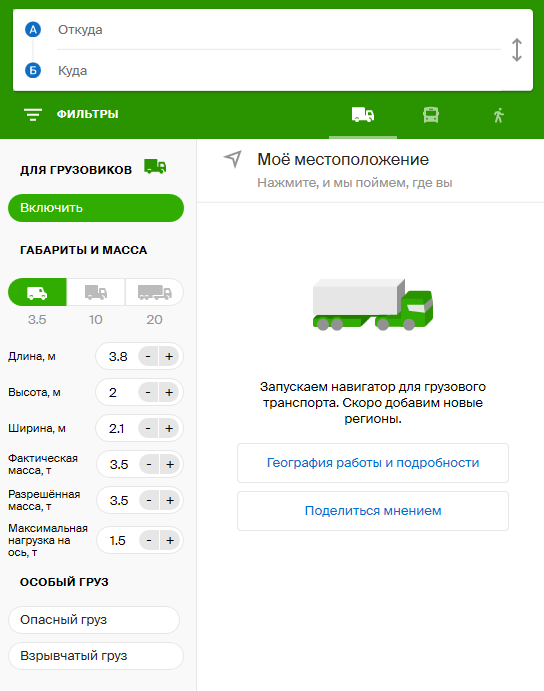 А Откуда
Б Куда
ФИЛЬТРЫ
ДЛЯ ГРУЗОВИКОВ
Включить
ГАБАРИТЫ И МАССА
3.5 10 20
Длина, м 3.8 - +
Высота, м 2 - +
Ширина, м 2.1 - +
Фактическая
масса, т 3.5 - +
Разрешённая
масса, т 3.5 - +
Максимальная
нагрузка на
ось, т 1.5 - +
ОСОБЫЙ ГРУЗ
Опасный груз
Взрывчатый груз
Моё местоположение
Нажмите, и мы поймем, где вы
Запускаем навигатор для грузового
транспорта. Скоро добавим новые
регионы.
География работы и подробности
Поделиться мнением